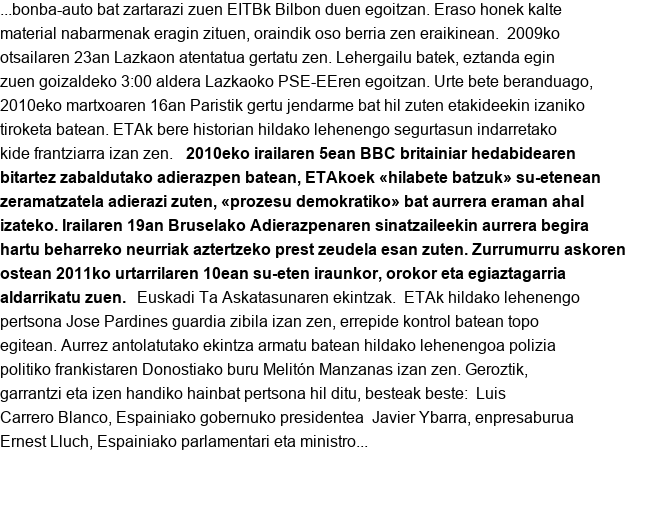 ...bonba-auto bat zartarazi zuen EITBk Bilbon duen egoitzan. Eraso honek kalte
material nabarmenak eragin zituen, oraindik oso berria zen eraikinean.  2009ko
otsailaren 23an Lazkaon atentatua gertatu zen. Lehergailu batek, eztanda egin
zuen goizaldeko 3:00 aldera Lazkaoko PSE-EEren egoitzan. Urte bete beranduago,
2010eko martxoaren 16an Paristik gertu jendarme bat hil zuten etakideekin izaniko
tiroketa batean. ETAk bere historian hildako lehenengo segurtasun indarretako
kide frantziarra izan zen.   2010eko irailaren 5ean BBC britainiar hedabidearen
bitartez zabaldutako adierazpen batean, ETAkoek «hilabete batzuk» su-etenean
zeramatzatela adierazi zuten, «prozesu demokratiko» bat aurrera eraman ahal
izateko. Irailaren 19an Bruselako Adierazpenaren sinatzaileekin aurrera begira
hartu beharreko neurriak aztertzeko prest zeudela esan zuten. Zurrumurru askoren
ostean 2011ko urtarrilaren 10ean su-eten iraunkor, orokor eta egiaztagarria
aldarrikatu zuen.   Euskadi Ta Askatasunaren ekintzak.  ETAk hildako lehenengo
pertsona Jose Pardines guardia zibila izan zen, errepide kontrol batean topo
egitean. Aurrez antolatutako ekintza armatu batean hildako lehenengoa polizia
politiko frankistaren Donostiako buru Melitón Manzanas izan zen. Geroztik,
garrantzi eta izen handiko hainbat pertsona hil ditu, besteak beste:  Luis
Carrero Blanco, Espainiako gobernuko presidentea  Javier Ybarra, enpresaburua
Ernest Lluch, Espainiako parlamentari eta ministro...